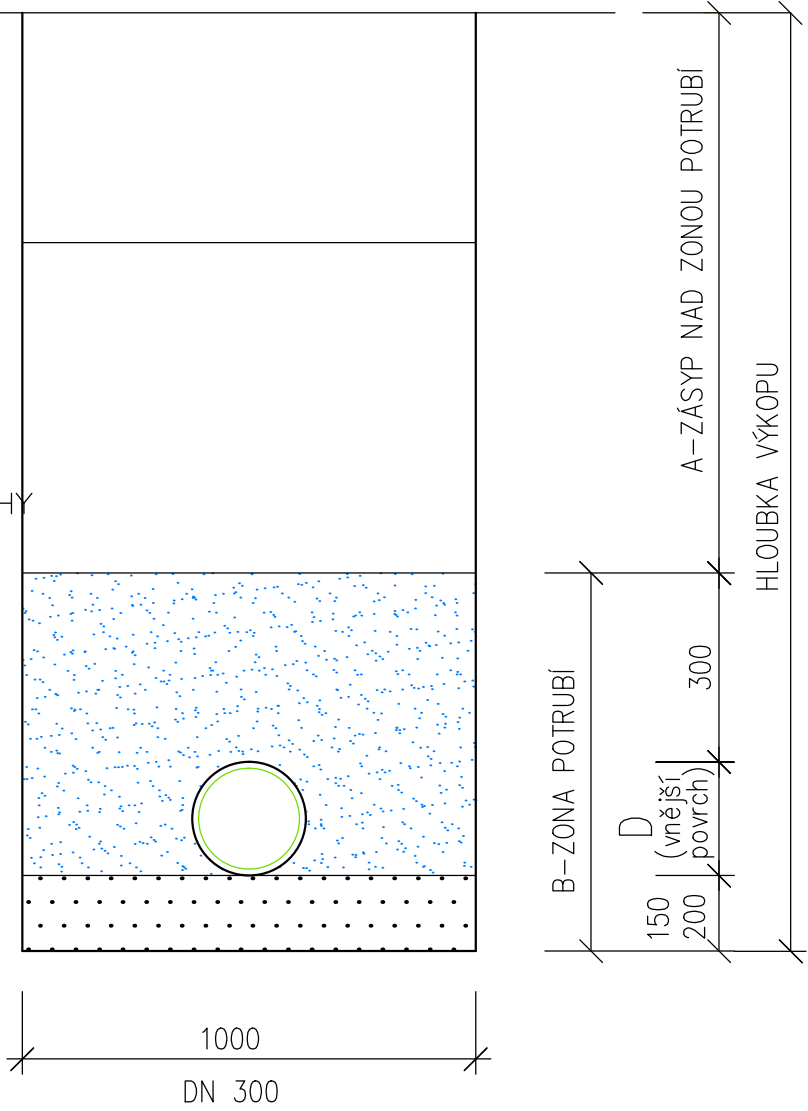 A-ZÁSYP NAD ZONOU POTRUBÍ
HLOUBKA VÝKOPU
B-ZONA POTRUBÍ
300
D
(vnější
povrch)
150
200
1000
DN 300